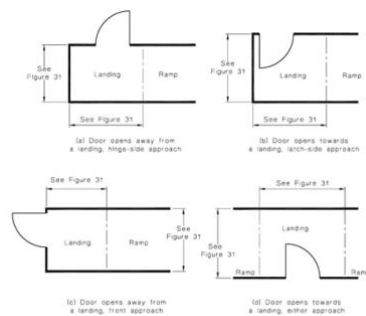 See
Figure 31
Landing
Ramp
See Figure 31
(a) Door opens away from
a landing, hinge-side approach
See
Figure 31
Landing
Ramp
See Figure 31
(b) Door opens towards
a landing, latch-side approach
See Figure 31
Landing
Ramp
See
Figure 31
(c) Door opens away from
a landing, front approach
See Figure 31
See
Figure 31
Landing
Ramp
Ramp
(d) Door opens towards
a landing, either approach